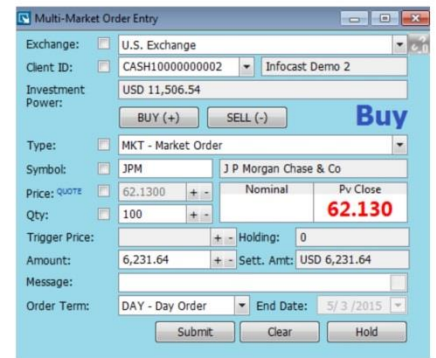 Multi-Market Order Entry
Exchange: U.S. Exchange
Client ID: CASH10000000002 Infocast Demo 2
Investment Power: USD 11,506.54
BUY (+) SELL (-) Buy
Type: MKT - Market Order
Symbol: JPM J P Morgan Chase & Co
Price: QUOTE 62.1300 + - Nominal Pv Close
62.130
Qty: 100 + -
Trigger Price: + - Holding: 0
Amount: 6,231.64 + - Sett. Amt: USD 6,231.64
Message:
Order Term: DAY - Day Order End Date: 5/ 3 /2015
Submit Clear Hold